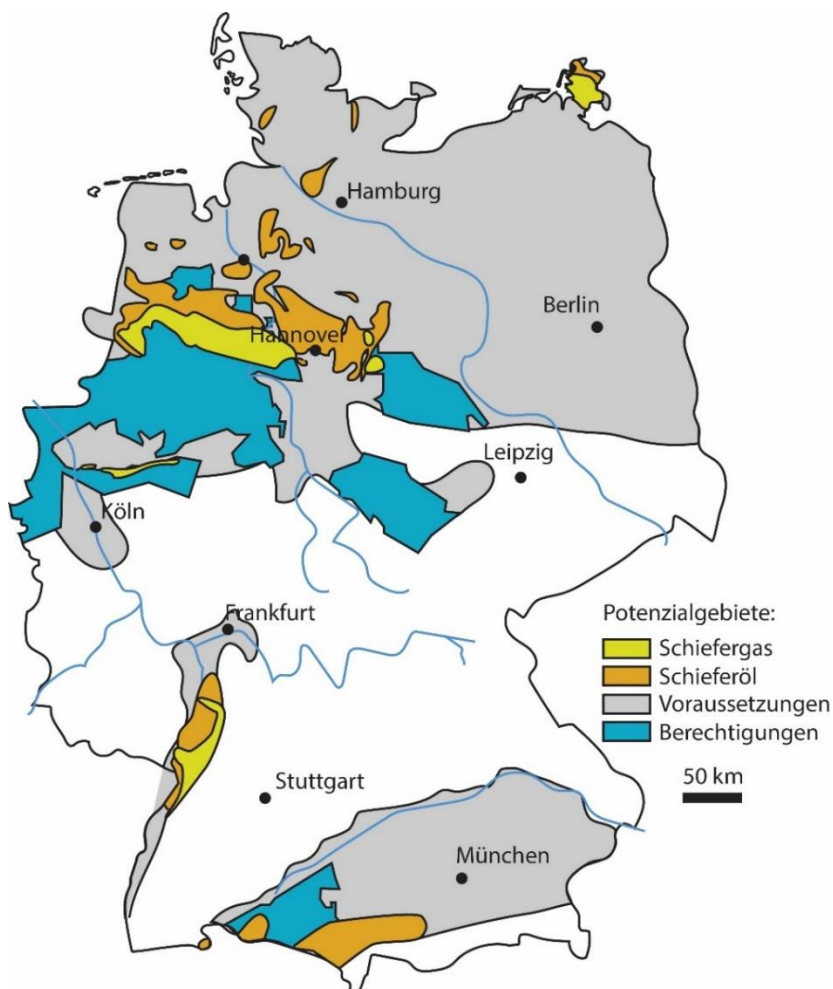 Hamburg
Berlin
Hannover
Leipzig
Köln
Frankfurt
Potenzialgebiete:
Schiefergas
Schieferöl
Voraussetzungen
Berechtigungen
50 km
Stuttgart
München